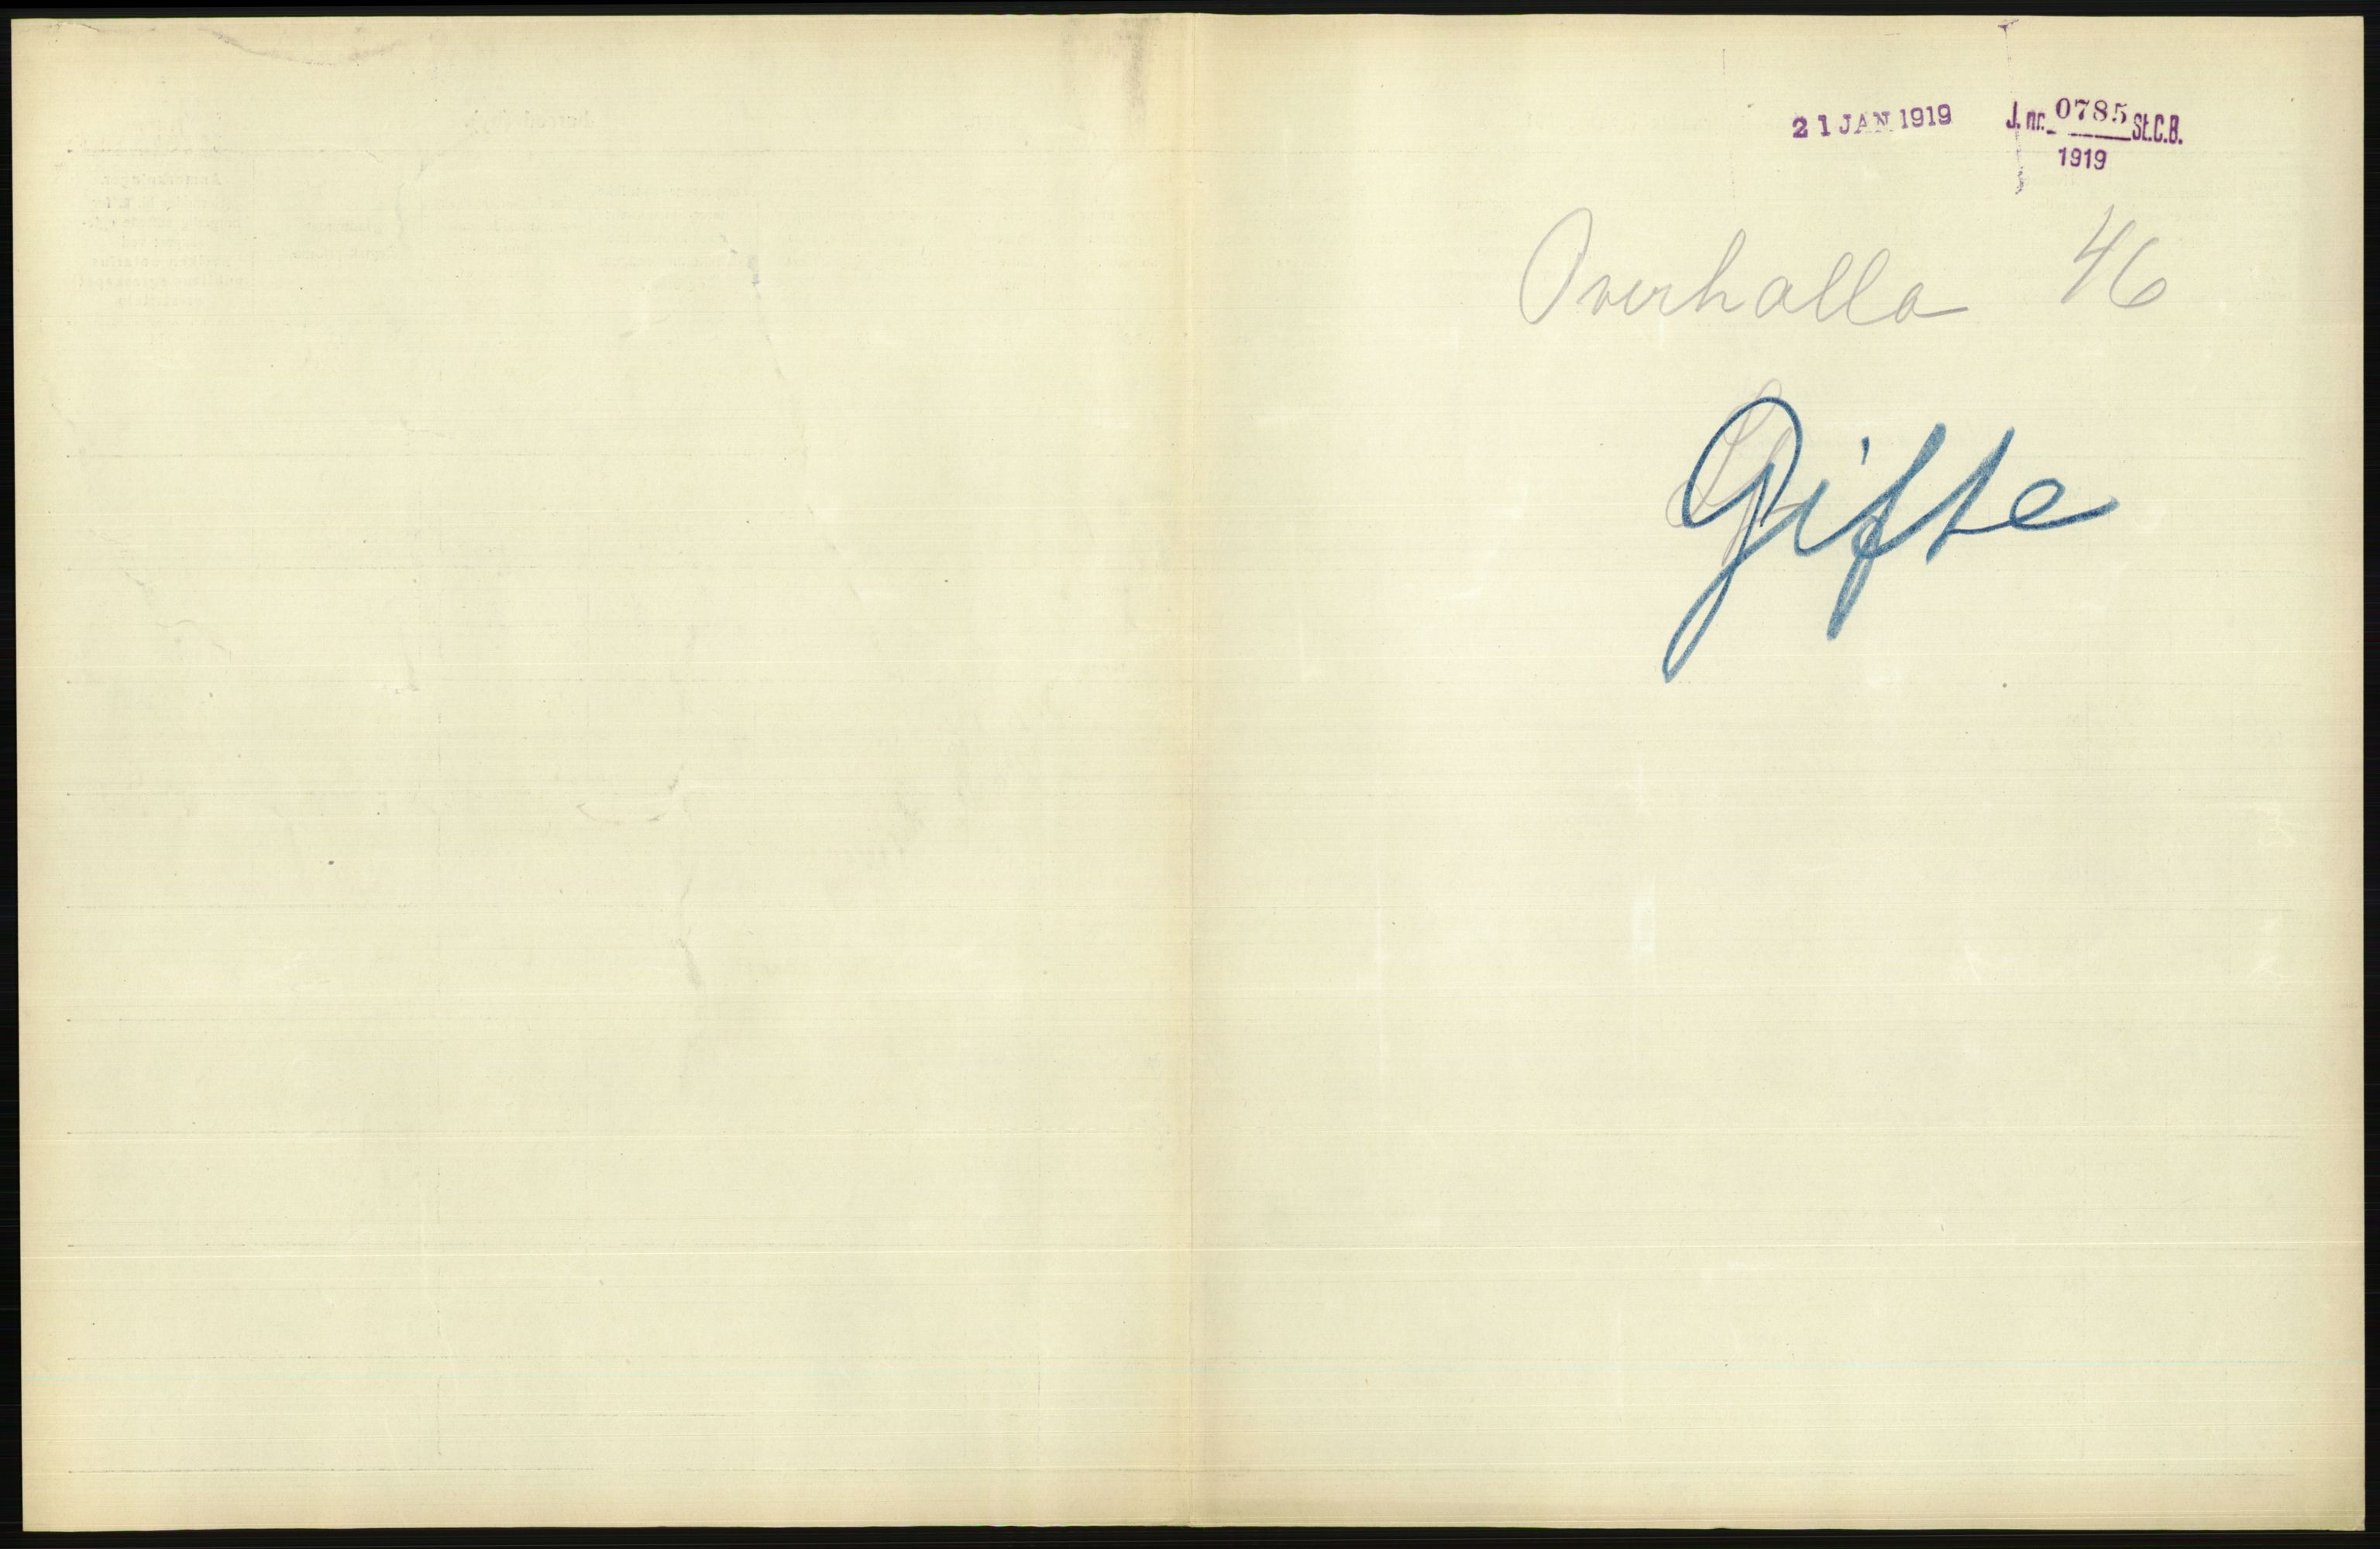 21 JAN 1919
J. nr. 0785 St.C.B.
1919
Overhalla 46
Gifte